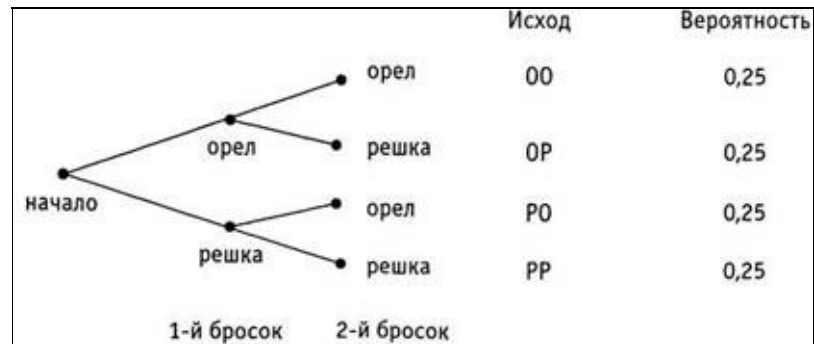 Исход Вероятность
орел ОО 0,25
орел
решка ОР 0,25
начало
орел РО 0,25
решка
решка РР 0,25
1-й бросок 2-й бросок